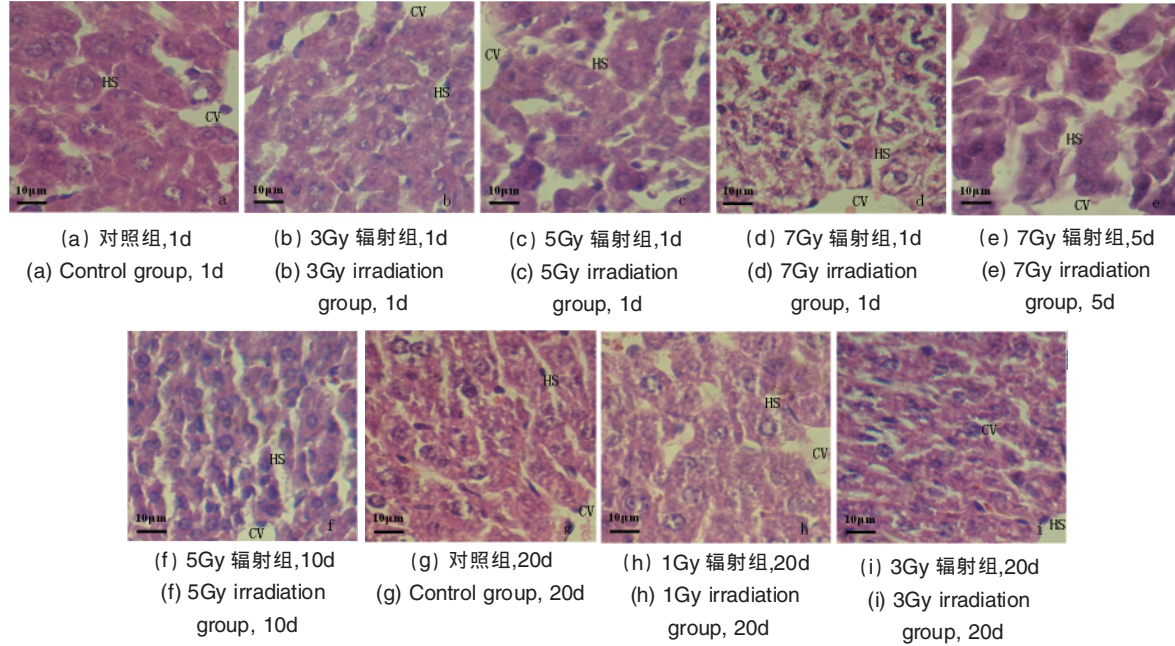 CV
HS
CV
10μm
a
CV
HS
10μm
b
CV
HS
10μm
c
HS
CV
10μm
d
HS
CV
10μm
e
(a) 对照组,1d
(a) Control group, 1d
(b) 3Gy 辐射组,1d
(b) 3Gy irradiation
group, 1d
(c) 5Gy 辐射组,1d
(c) 5Gy irradiation
group, 1d
(d) 7Gy 辐射组,1d
(d) 7Gy irradiation
group, 1d
(e) 7Gy 辐射组,5d
(e) 7Gy irradiation
group, 5d
HS
CV
10μm
f
HS
CV
10μm
g
HS
CV
10μm
h
CV
HS
10μm
i
(f) 5Gy 辐射组,10d
(f) 5Gy irradiation
group, 10d
(g) 对照组,20d
(g) Control group, 20d
(h) 1Gy 辐射组,20d
(h) 1Gy irradiation
group, 20d
(i) 3Gy 辐射组,20d
(i) 3Gy irradiation
group, 20d